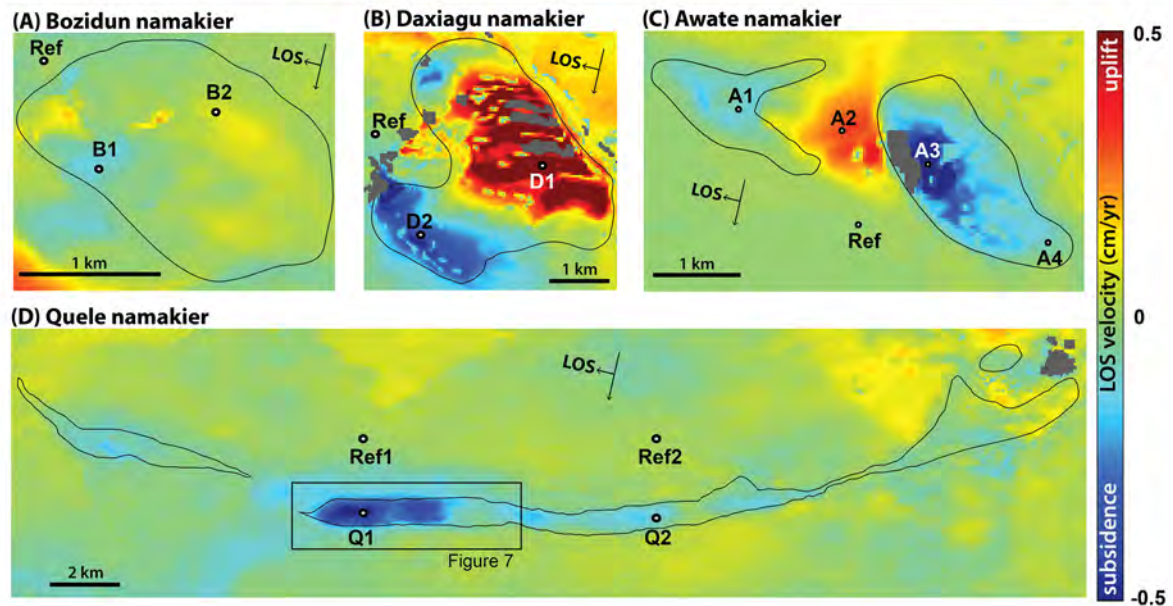 (A) Bozidun namakier
Ref
LOS
B2
B1
1 km
(B) Daxiagu namakier
LOS
Ref
D1
D2
1 km
(C) Awate namakier
A1
A2
A3
LOS
Ref
A4
1 km
(D) Quele namakier
LOS
Ref1
Ref2
Q1
Q2
Figure 7
2 km
0.5
uplift
LOS velocity (cm/yr)
0
subsidence
-0.5